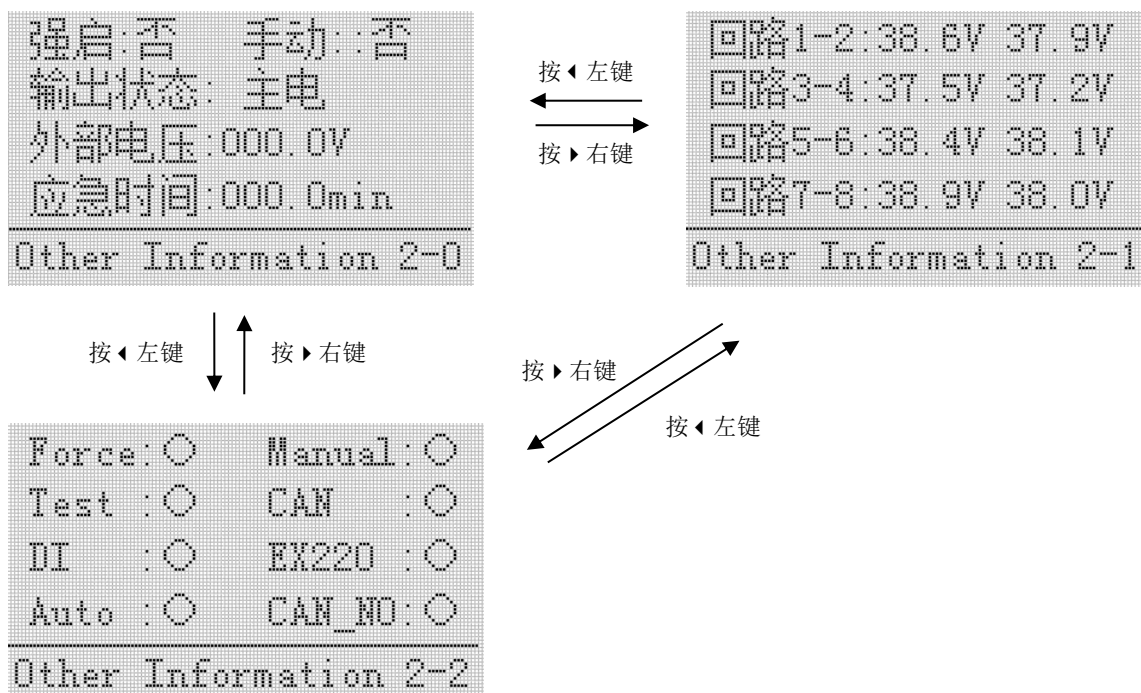 强启:否 手动::否
输出状态: 主电
外部电压:000.0V
应急时间:000.0min
Other Information 2-0
按◀左键
按▶右键
回路1-2:38.6V 37.9V
回路3-4:37.5V 37.2V
回路5-6:38.4V 38.1V
回路7-8:38.9V 38.0V
Other Information 2-1
按◀左键
按▶右键
按▶右键
按◀左键
Force:○ Manual:○
Test :○ CAN :○
DI :○ EX220 :○
Auto :○ CAN_NO:○
Other Information 2-2